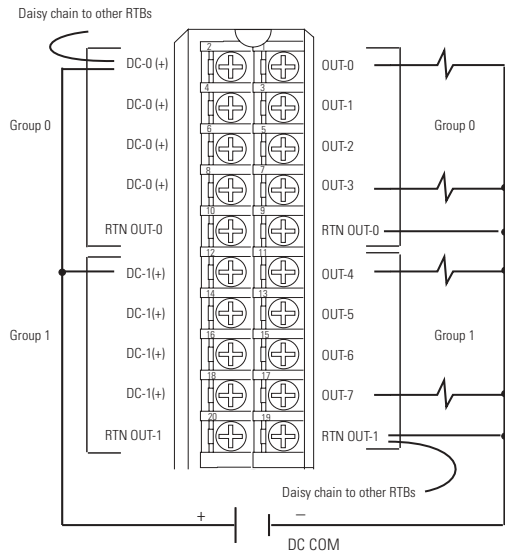 Daisy chain to other RTBs
2 1
DC-0 (+) OUT-0
4 3
DC-0 (+) OUT-1
Group 0 Group 0
6 5
DC-0 (+) OUT-2
8 7
DC-0 (+) OUT-3
10 9
RTN OUT-0 RTN OUT-0
12 11
DC-1(+) OUT-4
14 13
DC-1(+) OUT-5
Group 1 Group 1
16 15
DC-1(+) OUT-6
18 17
DC-1(+) OUT-7
20 19
RTN OUT-1 RTN OUT-1
Daisy chain to other RTBs
+ –
DC COM